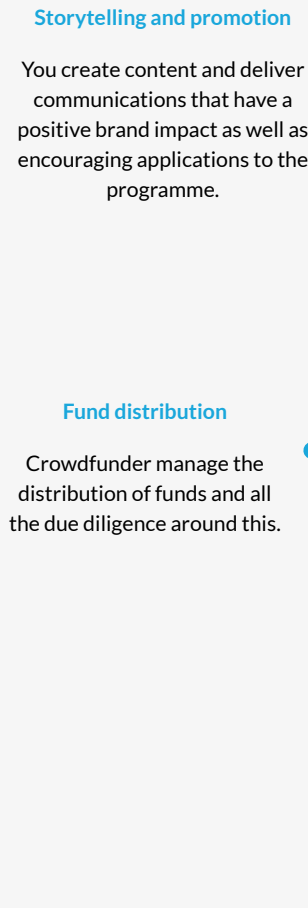 Storytelling and promotion
You create content and deliver
communications that have a
positive brand impact as well as
encouraging applications to the
programme.
Fund distribution
Crowdfunder manage the
distribution of funds and all
the due diligence around this.